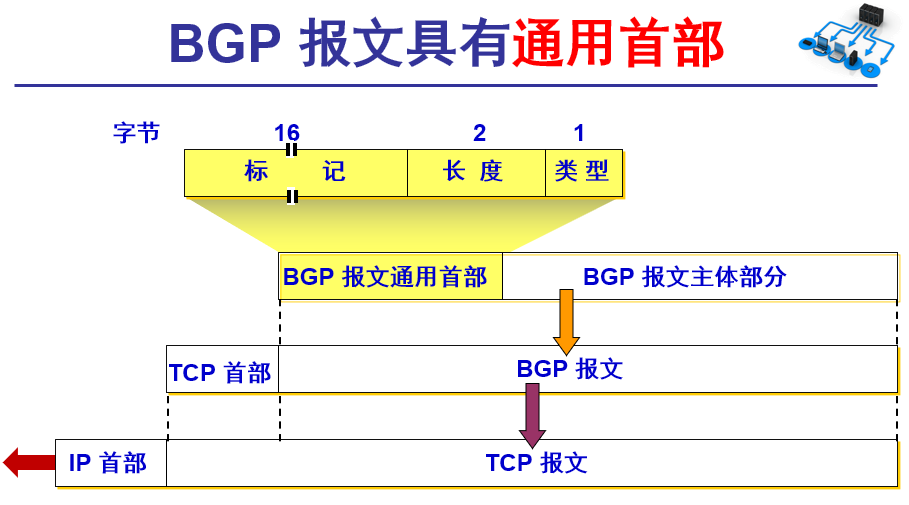 BGP 报文具有通用首部
字节 16 2 1
标 记 长 度 类 型
BGP 报文通用首部 BGP 报文主体部分
TCP 首部 BGP 报文
IP 首部 TCP 报文